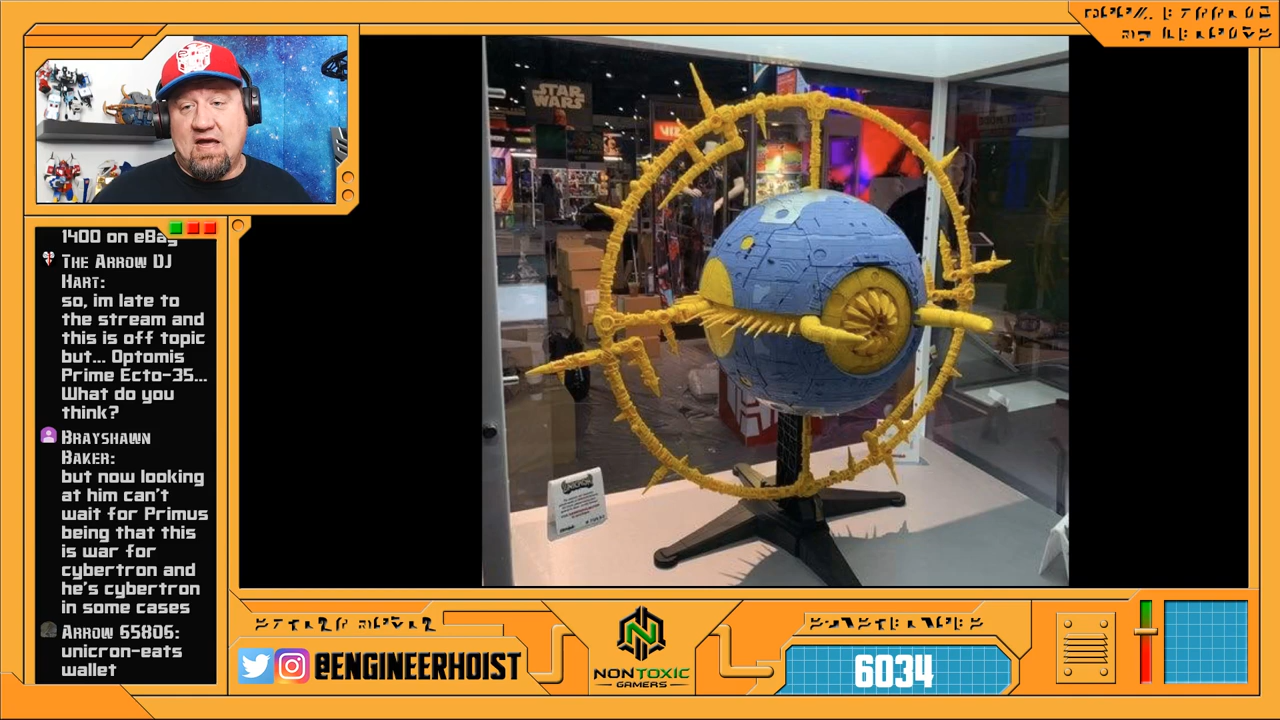 STAR
WARS
VIZ
UNICRON
1400 on eBay
The Arrow DJ
Hart:
so, im late to
the stream and
this is off topic
but... Optomis
Prime Ecto-35...
What do you
think?
Brayshawn
Baker:
but now looking
at him can't
wait for Primus
being that this
is war for
cybertron and
he's cybertron
in some cases
Arrow 65806:
unicron-eats
wallet
@ENGINEERHOIST
NONTOXIC
GAMERS
6034